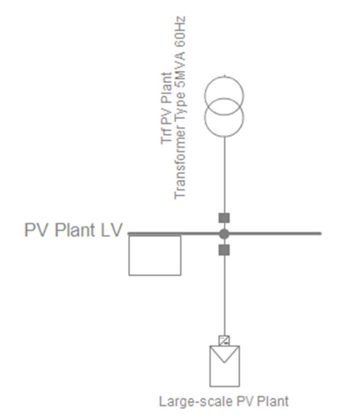 Trf PV Plant
Transformer Type 5MVA 60Hz
PV Plant LV
Large-scale PV Plant